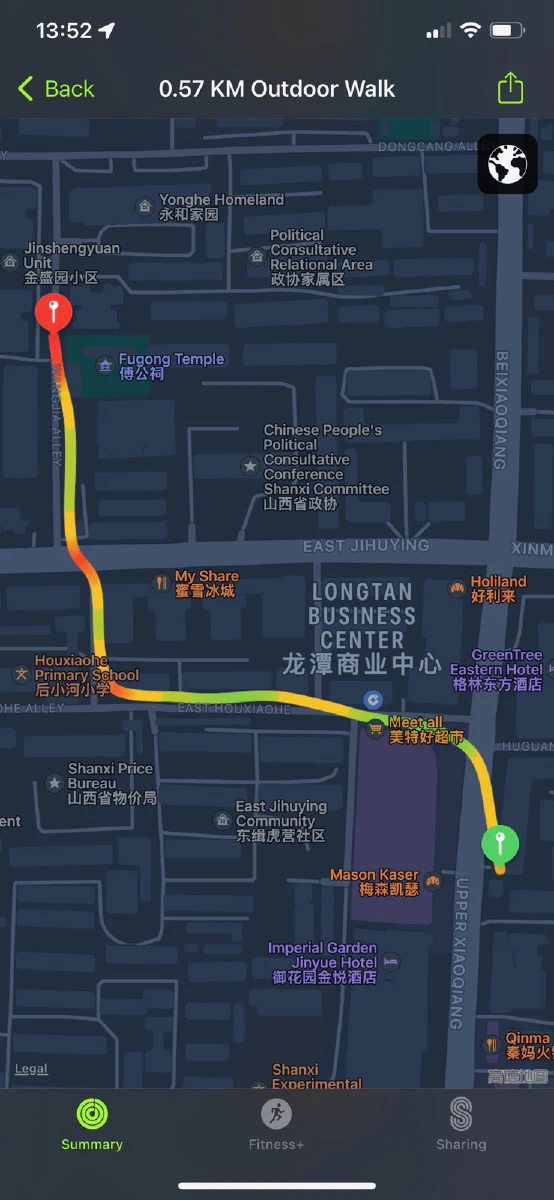 13:52
Back
0.57 KM Outdoor Walk
DONGCANG ALLE
Y
Yonghe Homeland
永和家园
Political
Consultative
Relational Area
政协家属区
Jinshengyuan
Unit
金盛园小区
Fugong Temple
傅公祠
BEIXIAOQIANG
Chinese People's
Political
Consultative
Conference
Shanxi Committee
山西省政协
EAST JIHUYING
XINM
My Share
蜜雪冰城
Holiland
好利来
LONGTAN
BUSINESS
CENTER
龙潭商业中心
GreenTree
Eastern Hotel
格林东方酒店
Houxiaohe
Primary School
后小河小学
OHE ALLEY
EAST HOUXIAOHE
Meet all
美特好超市
HUGUAN
Shanxi Price
Bureau
山西省物价局
ent
East Jihuying
Community
东缉虎营社区
Mason Kaser
梅森凯瑟
UPPER XIAOQIANG
Imperial Garden
Jinyue Hotel
御花园金悦酒店
Qinma
秦妈火
Legal
Shanxi
Experimental
高德地图
Summary
Fitness+
Sharing